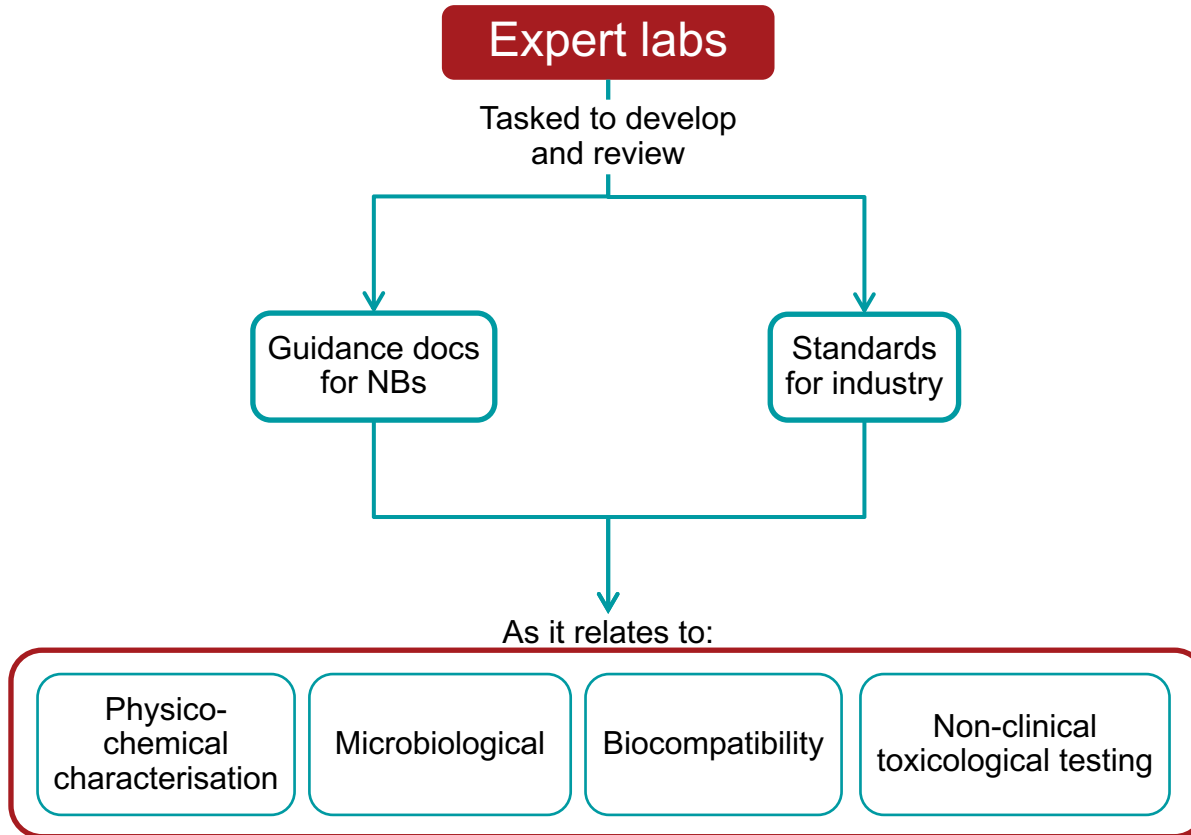 Expert labs
Tasked to develop
and review
Guidance docs
for NBs
Standards
for industry
As it relates to:
Physico-
chemical
characterisation
Microbiological
Biocompatibility
Non-clinical
toxicological testing